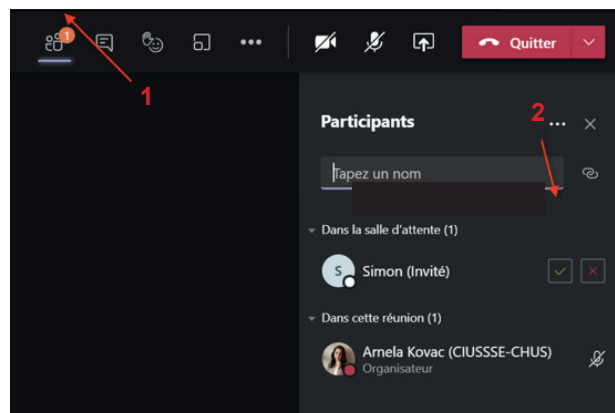 1
Quitter
1
Participants
2
Tapez un nom
Dans la salle d'attente (1)
S
Simon (Invité)
Dans cette réunion (1)
Arnela Kovac (CIUSSSE-CHUS)
Organisateur